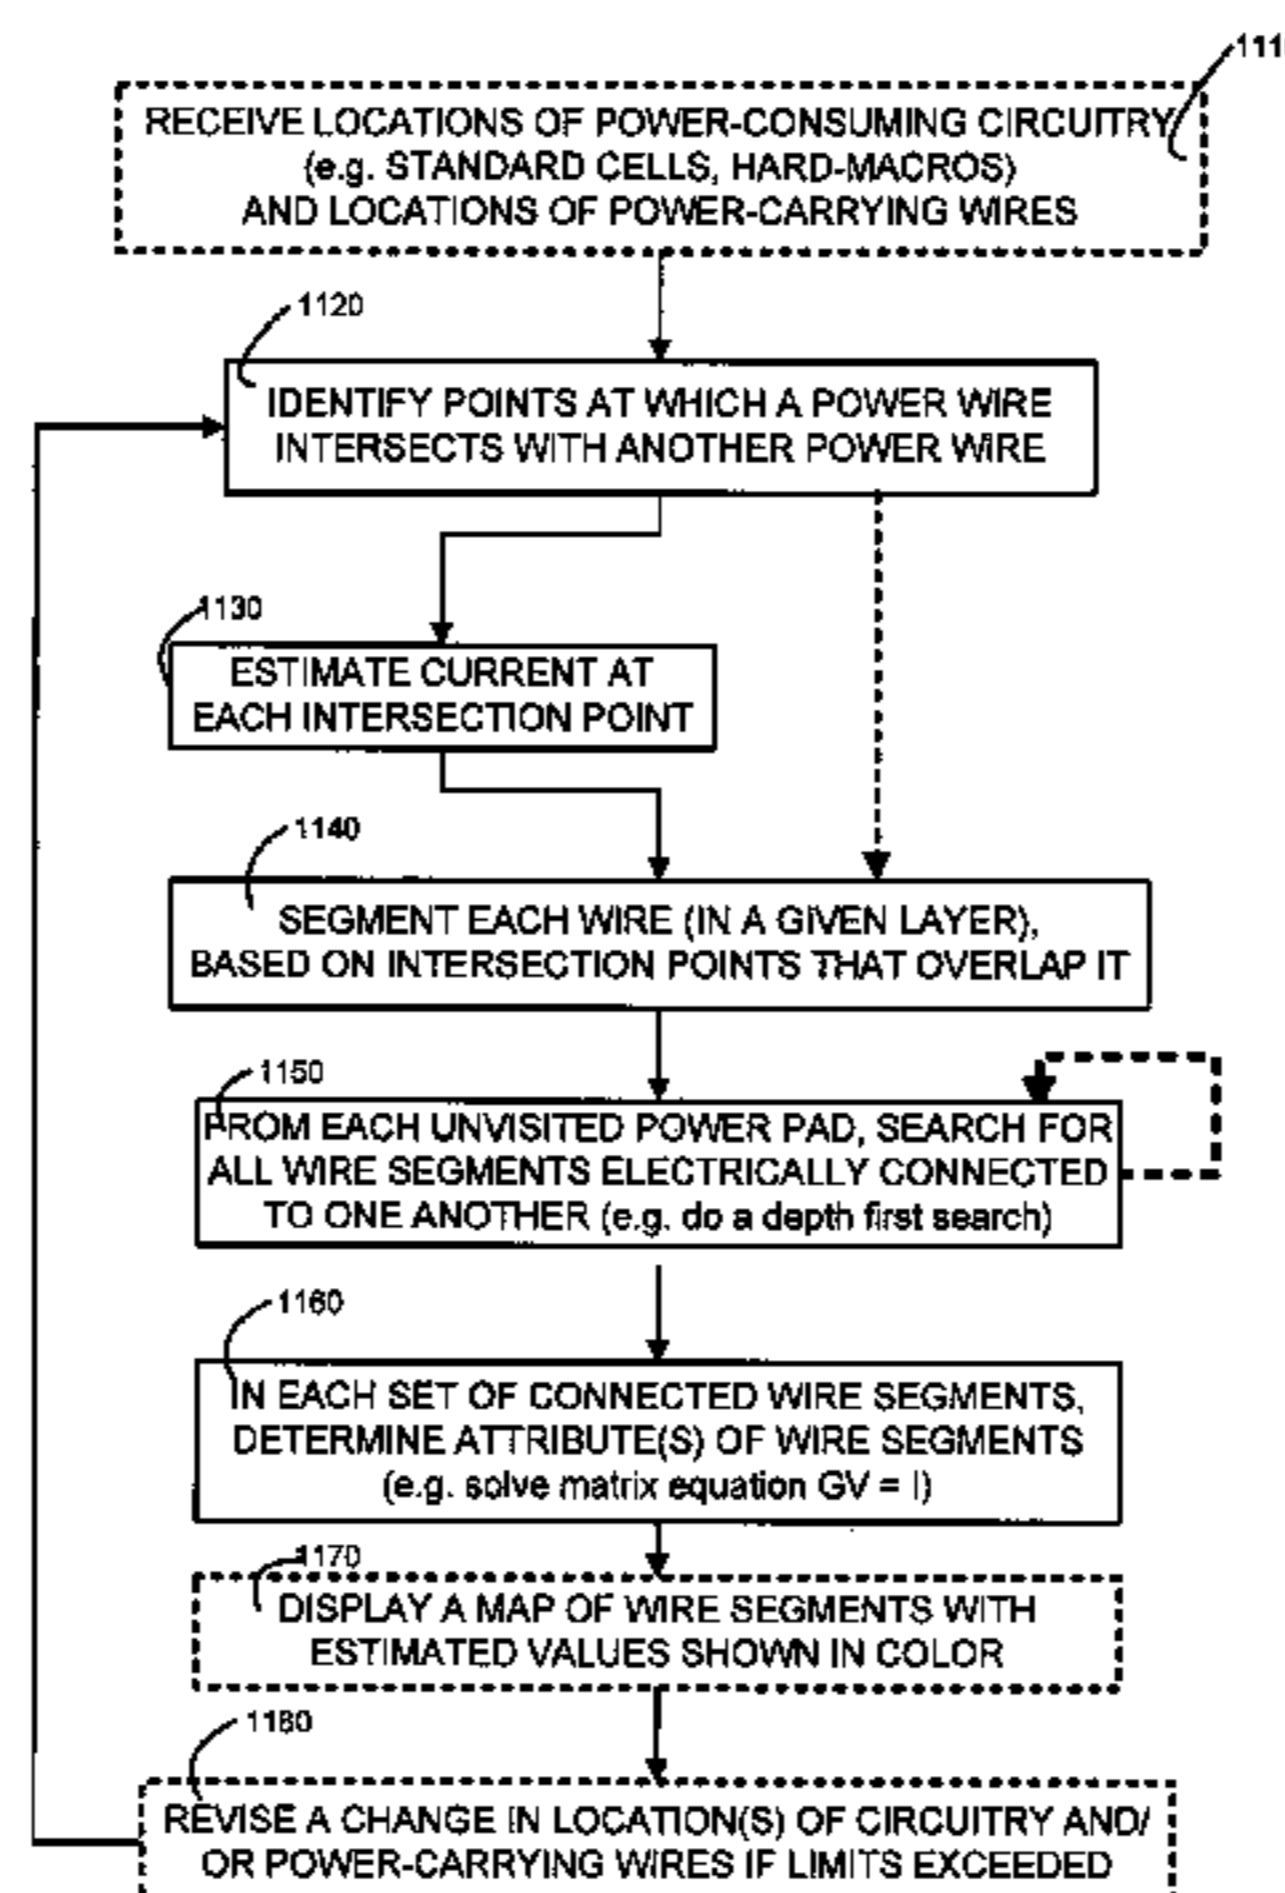 111
RECEIVE LOCATIONS OF POWER-CONSUMING CIRCUITRY
(e.g. STANDARD CELLS, HARD-MACROS)
AND LOCATIONS OF POWER-CARRYING WIRES
1120
IDENTIFY POINTS AT WHICH A POWER WIRE
INTERSECTS WITH ANOTHER POWER WIRE
1130
ESTIMATE CURRENT AT
EACH INTERSECTION POINT
1140
SEGMENT EACH WIRE (IN A GIVEN LAYER),
BASED ON INTERSECTION POINTS THAT OVERLAP IT
1150
FROM EACH UNVISITED POWER PAD, SEARCH FOR
ALL WIRE SEGMENTS ELECTRICALLY CONNECTED
TO ONE ANOTHER (e.g. do a depth first search)
1160
IN EACH SET OF CONNECTED WIRE SEGMENTS,
DETERMINE ATTRIBUTE(S) OF WIRE SEGMENTS
(e.g. solve matrix equation GV = I)
1170
DISPLAY A MAP OF WIRE SEGMENTS WITH
ESTIMATED VALUES SHOWN IN COLOR
1180
REVISE A CHANGE IN LOCATION(S) OF CIRCUITRY AND/
OR POWER-CARRYING WIRES IF LIMITS EXCEEDED